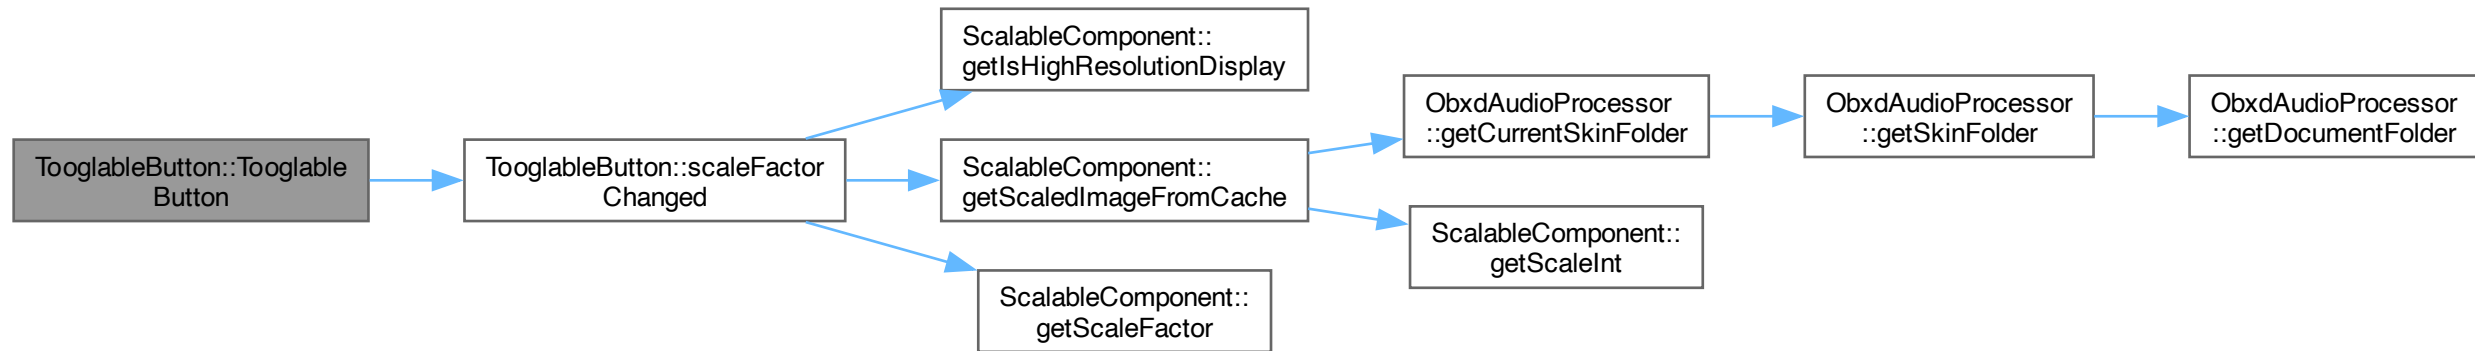 TooglableButton::Tooglable
Button
TooglableButton::scaleFactor
Changed
ScalableComponent::
getIsHighResolutionDisplay
ScalableComponent::
getScaledImageFromCache
ScalableComponent::
getScaleFactor
ObxdAudioProcessor
::getCurrentSkinFolder
ScalableComponent::
getScaleInt
ObxdAudioProcessor
::getSkinFolder
ObxdAudioProcessor
::getDocumentFolder